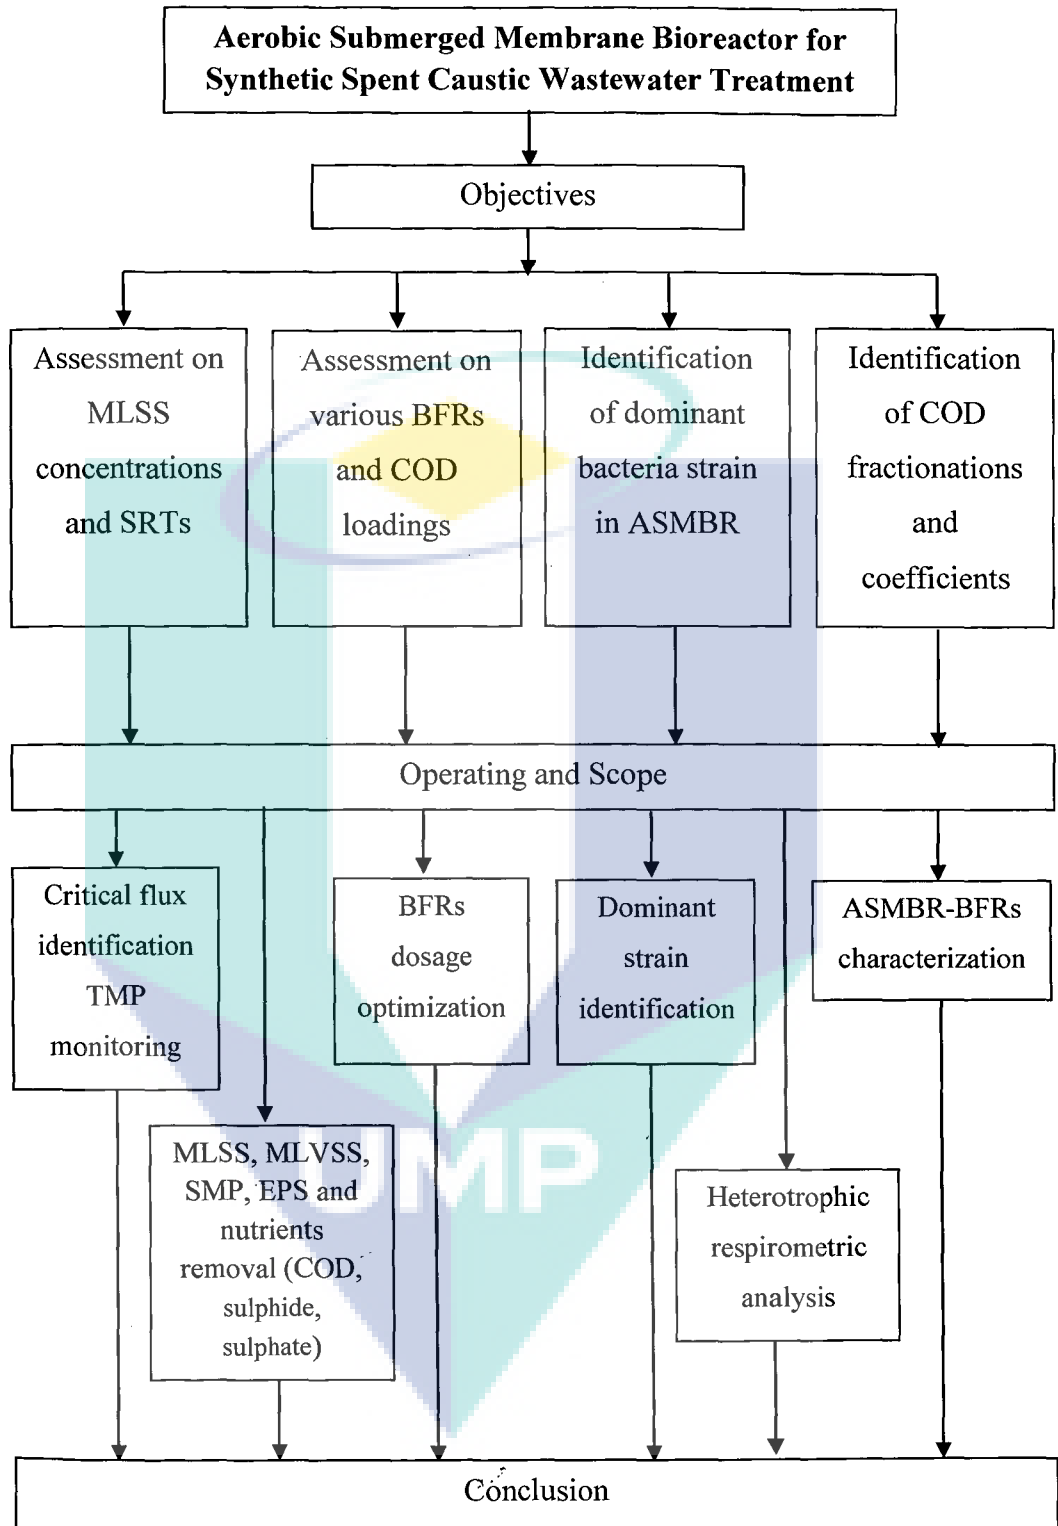 Aerobic Submerged Membrane Bioreactor for
Synthetic Spent Caustic Wastewater Treatment
Objectives
Assessment on
MLSS
concentrations
and SRTs
Assessment on
various BFRs
and COD
loadings
Identification
of dominant
bacteria strain
in ASMBR
Identification
of COD
fractionations
and
coefficients
Operating and Scope
Critical flux
identification
TMP
monitoring
BFRs
dosage
optimization
Dominant
strain
identification
ASMBR-BFRs
characterization
MLSS, MLVSS,
SMP, EPS and
nutrients
removal (COD,
sulphide,
sulphate)
Heterotrophic
respirometric
analysis
UMP
Conclusion